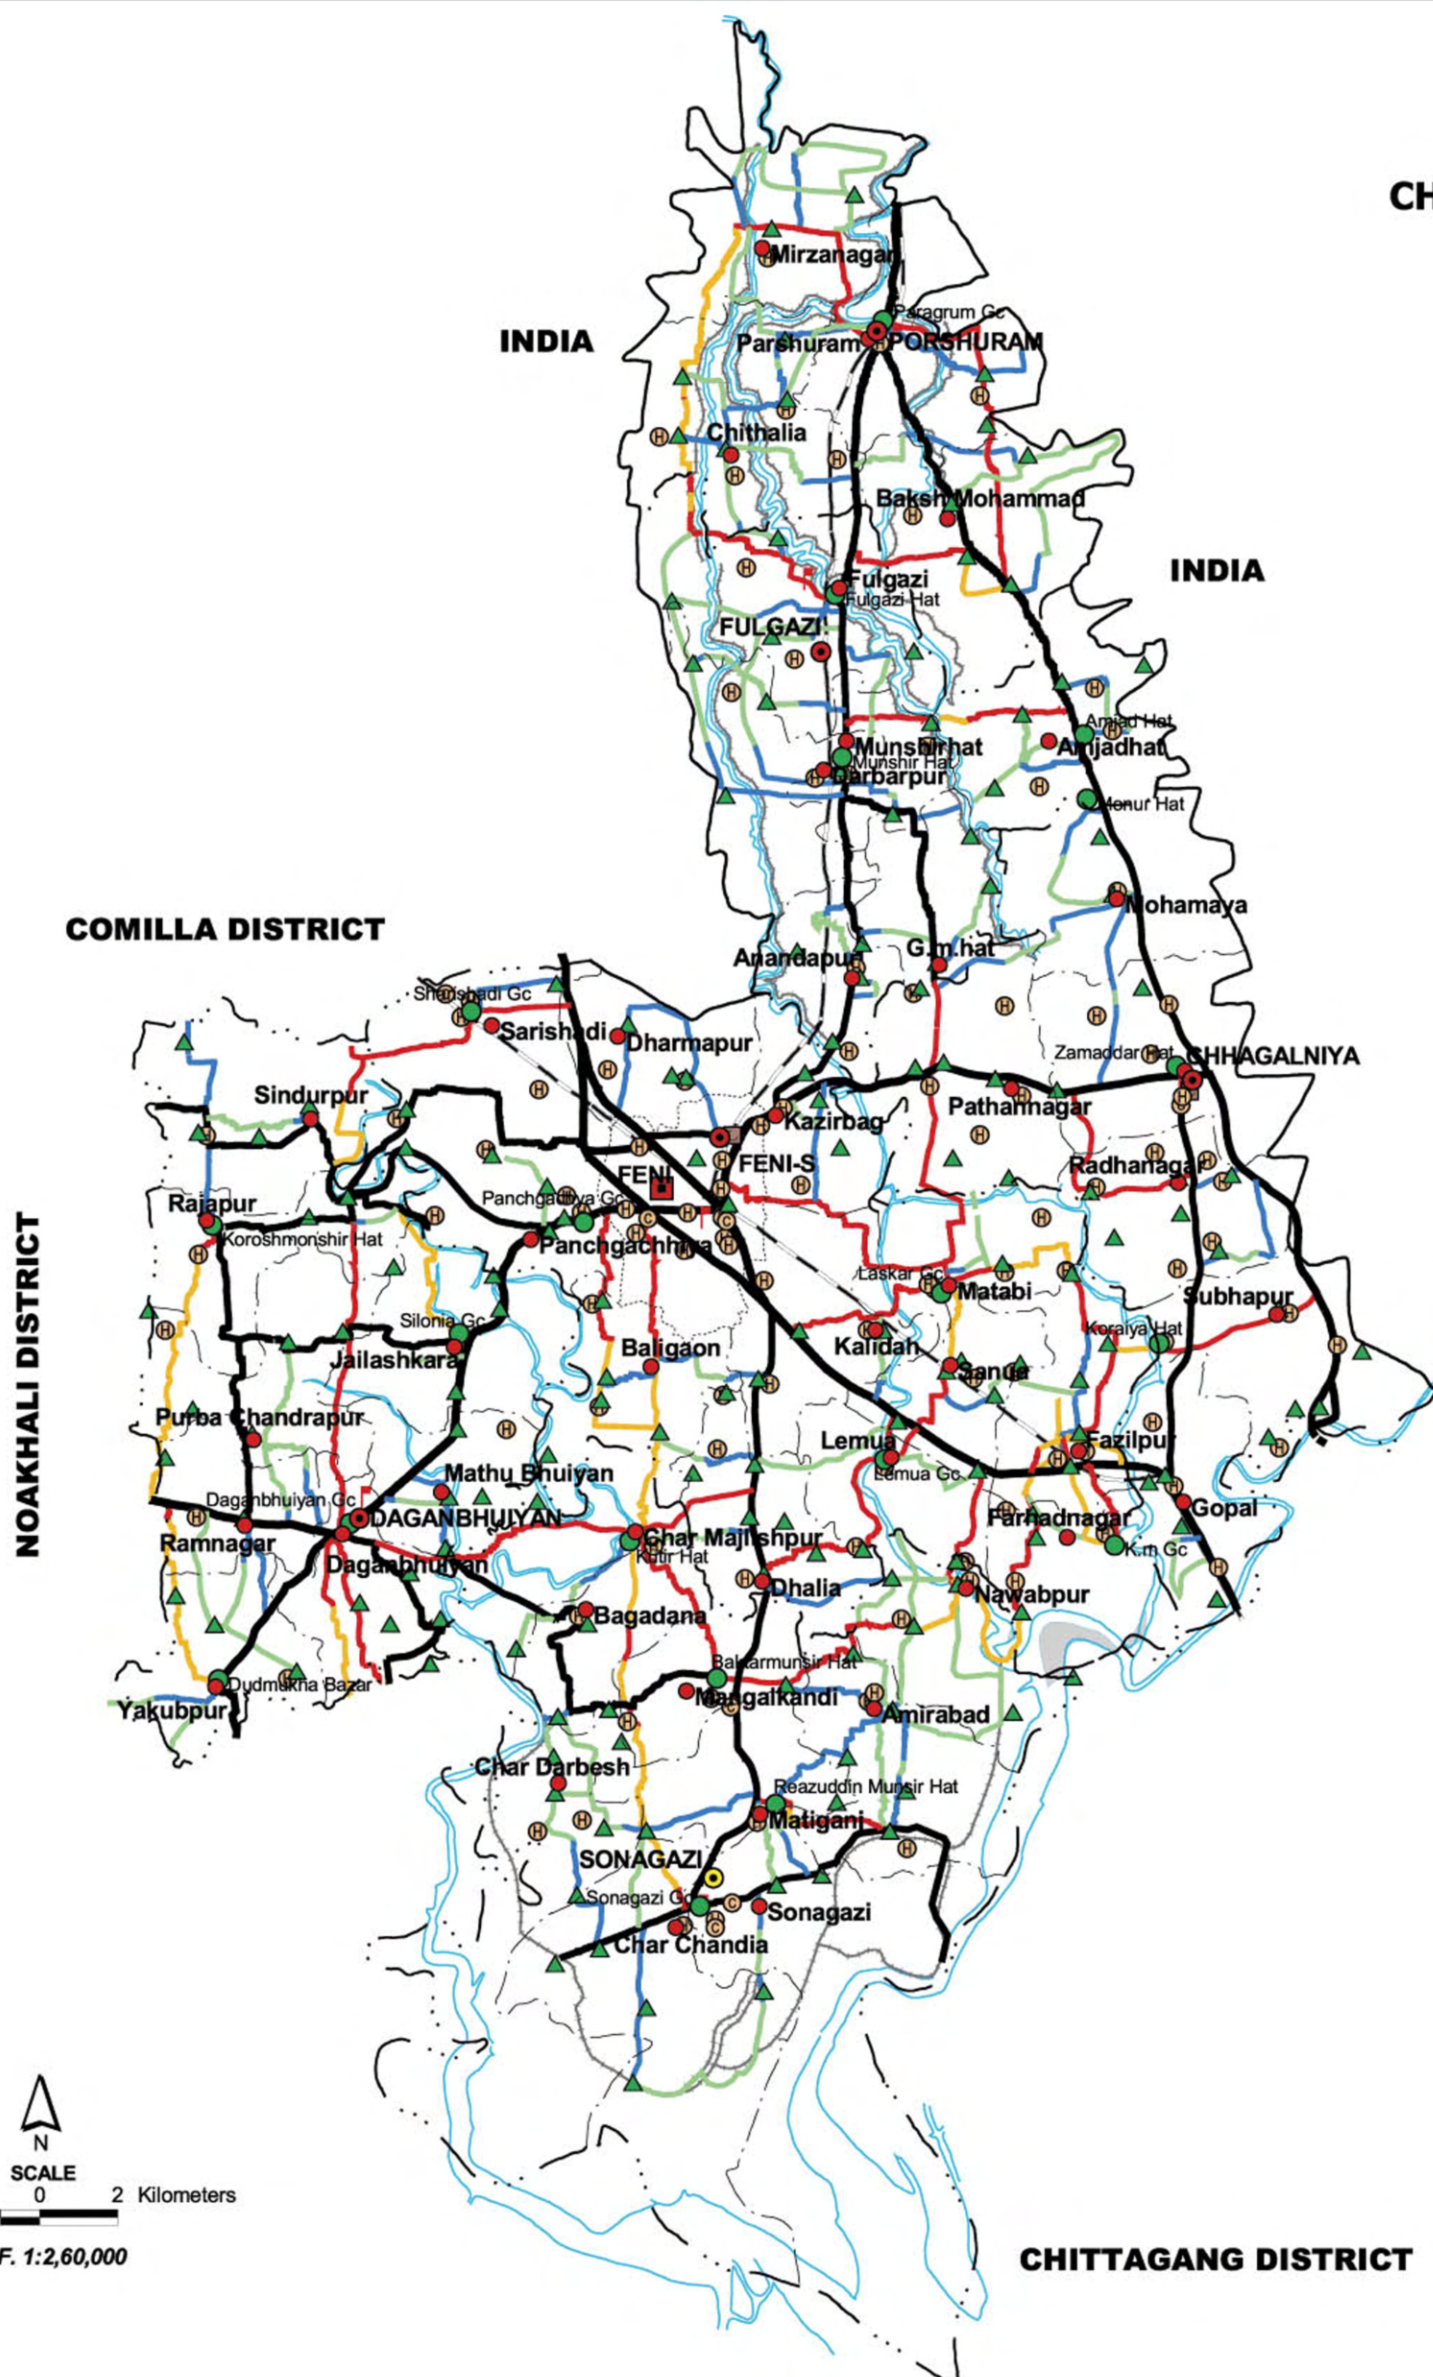 CH
Mirzanagar
Paragrum Gc
INDIA
Parshuram
PORSHURAM
Chithalia
Baksh Mohammad
INDIA
Fulgazi
Fulgazi Hat
FULGAZI
Amjad Hat
Munshirhat
Amjadhat
Munshir Hat
Darbarpur
Monur Hat
Mohamaya
COMILLA DISTRICT
G.m.hat
Anandapur
Sharishadi Gc
Sarishadi
Dharmapur
Zamaddar Hat
CHHAGALNIYA
Sindurpur
Pathannagar
Kazirbag
FENI-S
FENI
Radhanagar
Rajapur
Panchgachiya Gc
Koroshmonshir Hat
Panchgachhiya
Laskar Gc
Matabi
Subhapur
NOAKHALI DISTRICT
Silonia Gc
Koraiya Hat
Baligaon
Kalidah
Jailashkara
Sanua
Purba Chandrapur
Lemua
Fazilpur
Mathu Bhuiyan
Lemua Gc
Daganbhuiyan Gc
Gopal
DAGANBHUIYAN
Farhadnagar
Ramnagar
Char Majlishpur
K.m Gc
Kutir Hat
Daganbhuiyan
Dhalia
Nawabpur
Bagadana
Baktarmunsir Hat
Dudmukha Bazar
Mangalkandi
Yakubpur
Amirabad
Char Darbesh
Reazuddin Munsir Hat
Matiganj
SONAGAZI
Sonagazi Gc
Sonagazi
Char Chandia
N
SCALE
0 2 Kilometers
F. 1:2,60,000
CHITTAGANG DISTRICT